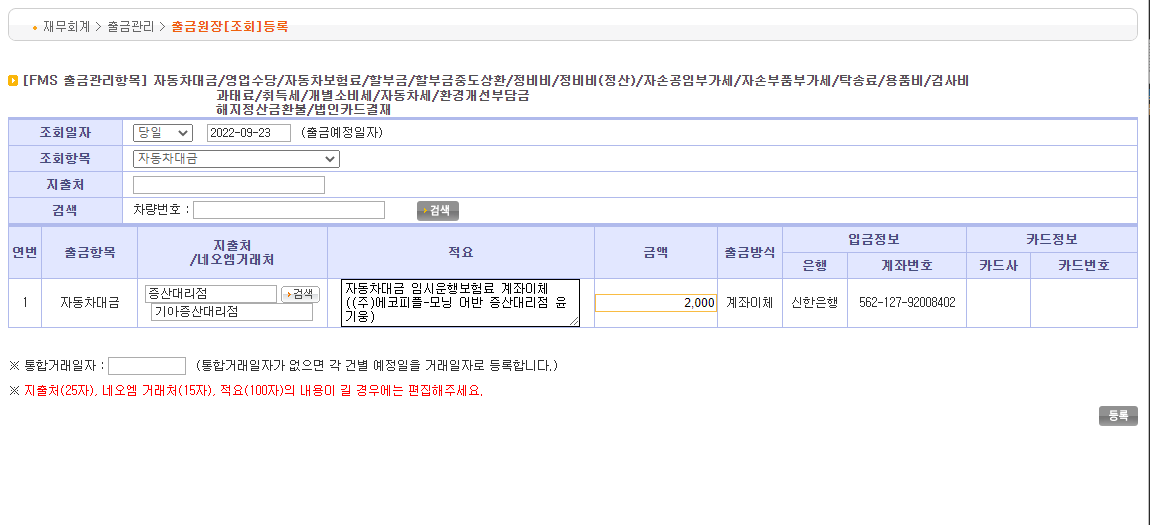 재무회계 > 출금관리 > 출금원장[조회]등록
[FMS 출금관리항목] 자동차대금/영업수당/자동차보험료/할부금/할부금중도상환/정비비/정비비(정산)/자손공임부가세/자손부품부가세/탁송료/용품비/검사비
과태료/취득세/개별소비세/자동차세/환경개선부담금
해지정산금환불/법인카드결재
조회일자 당일 2022-09-23 (출금예정일자)
조회항목 자동차대금
지출처
검색 차량번호 : 검색
연번 출금항목 지출처 /네오엠거래처 적요 금액 출금방식 입금정보 카드정보
은행 계좌번호 카드사 카드번호
1 자동차대금 증산대리점 검색 기아증산대리점 자동차대금 임시운행보험료 계좌이체 ((주)에코피플-모닝 어반 증산대리점 윤기웅) 2,000 계좌이체 신한은행 562-127-92008402
※ 통합거래일자 : (통합거래일자가 없으면 각 건별 예정일을 거래일자로 등록합니다.)
※ 지출처(25자), 네오엠 거래처(15자), 적요(100자)의 내용이 길 경우에는 편집해주세요.
등록